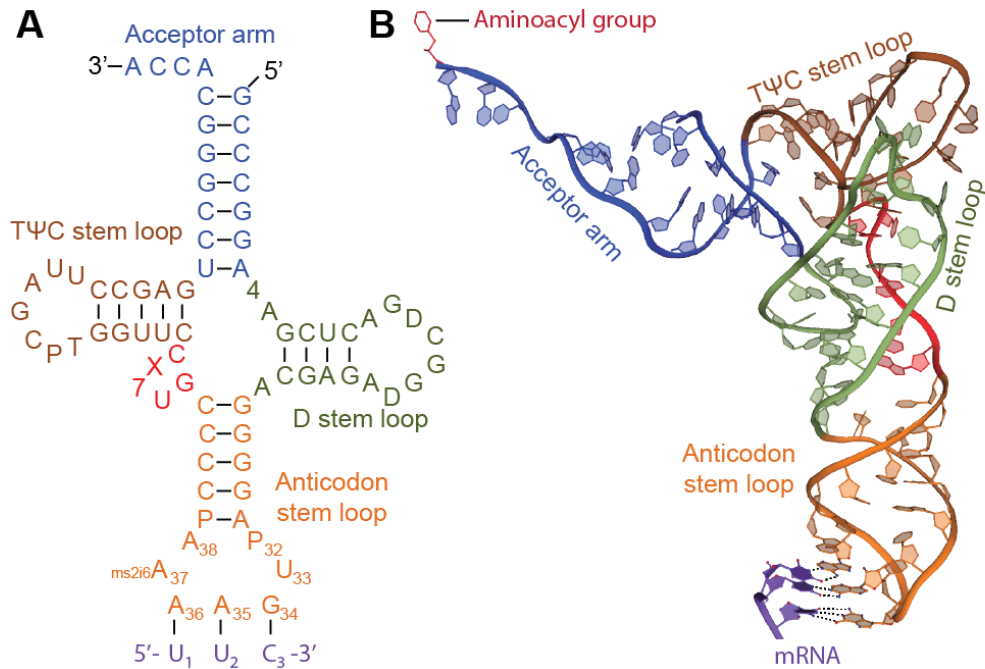 A
Acceptor arm
3'–A C C A
5'
C–G
G–C
G–C
G–C
C–G
C–G
U–A
TΨC stem loop
A U U C C G A G
G C P T G G U U C
4
A G C U C A G D C G
A C G A G A D G
C X 7 U G
D stem loop
C–G
C–G
C–G
C–G
P–A
Anticodon
stem loop
A38
P32
ms2i6A37
U33
A36 A35 G34
5'- U1 U2 C3 -3'
B
Aminoacyl group
TΨC stem loop
Acceptor arm
D stem loop
Anticodon
stem loop
mRNA